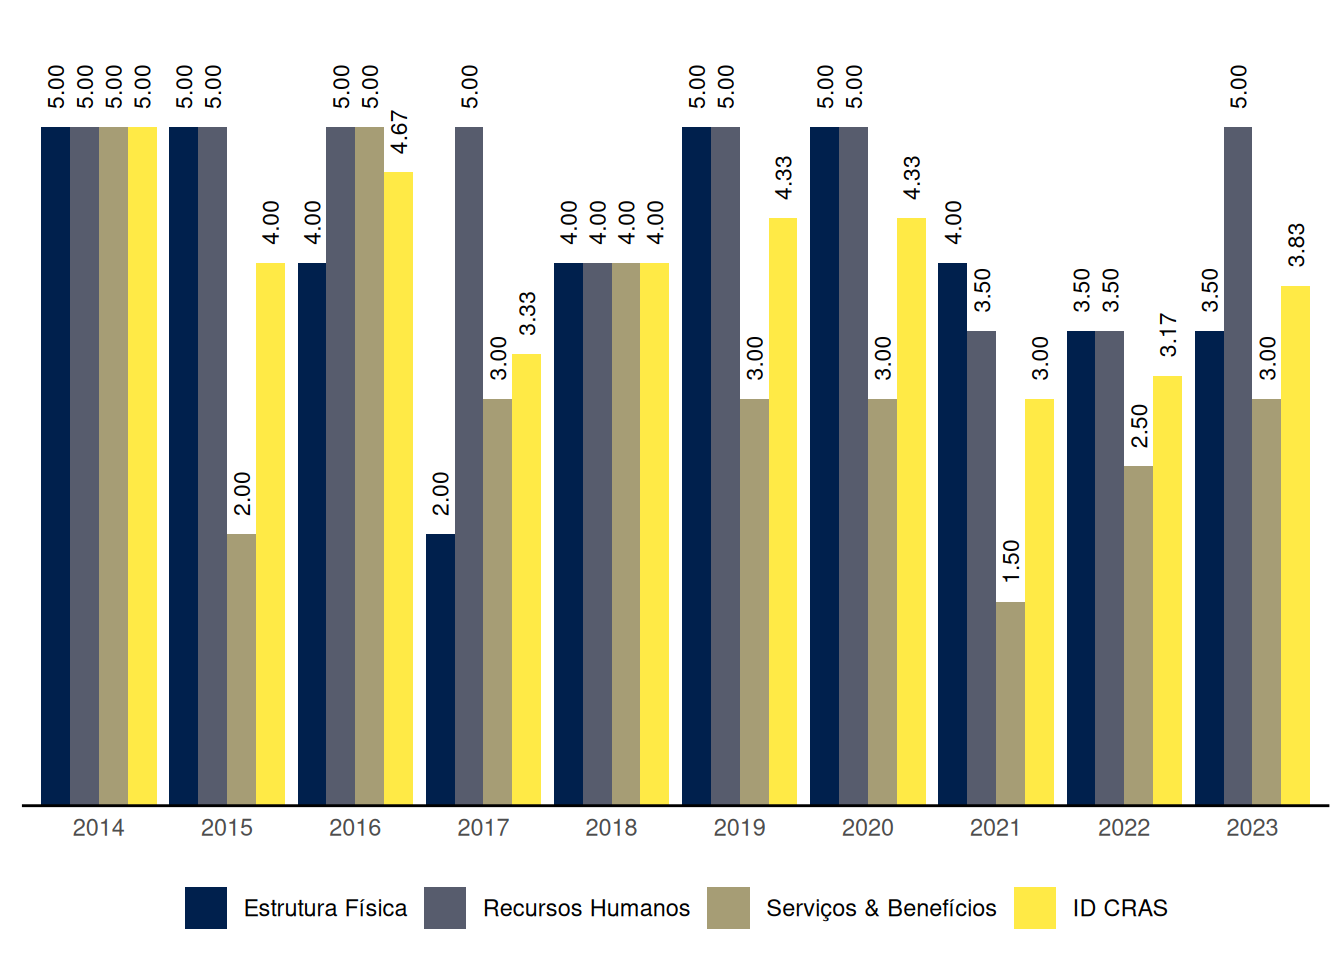 5.00 5.00 5.00 5.00 5.00 5.00 2.00 4.00 4.00 5.00 5.00 4.67 2.00 5.00 3.00 3.33 4.00 4.00 4.00 4.00 5.00 5.00 3.00 4.33 5.00 5.00 3.00 4.33 4.00 3.50 1.50 3.00 3.50 3.50 2.50 3.17 3.50 5.00 3.00 3.83
2014 2015 2016 2017 2018 2019 2020 2021 2022 2023
Estrutura Física Recursos Humanos Serviços & Benefícios ID CRAS